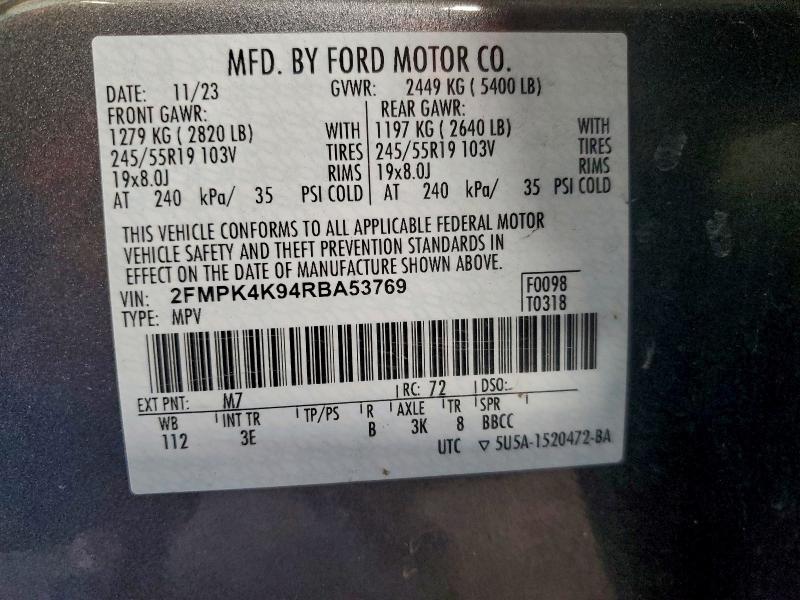 MFD. BY FORD MOTOR CO.
DATE: 11/23 GVWR: 2449 KG ( 5400 LB)
FRONT GAWR: REAR GAWR:
1279 KG ( 2820 LB) WITH 1197 KG ( 2640 LB) WITH
245/55R19 103V TIRES 245/55R19 103V TIRES
19x8.0J RIMS 19x8.0J RIMS
AT 240 kPa/ 35 PSI COLD AT 240 kPa/ 35 PSI COLD
THIS VEHICLE CONFORMS TO ALL APPLICABLE FEDERAL MOTOR
VEHICLE SAFETY AND THEFT PREVENTION STANDARDS IN
EFFECT ON THE DATE OF MANUFACTURE SHOWN ABOVE.
VIN: 2FMPK4K94RBA53769 F0098
TYPE: MPV T0318
EXT PNT: M7 RC: 72 DSO:
WB INT TR TP/PS R AXLE TR SPR
112 3E B 3K 8 BBCC
UTC ▽ 5U5A-1520472-BA